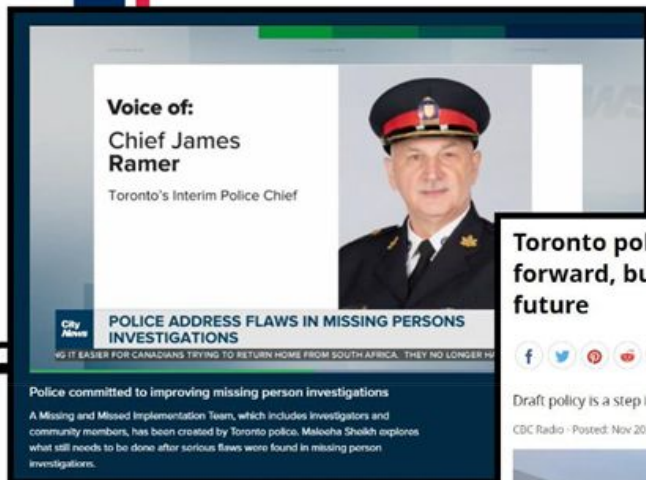 Voice of:
Chief James
Ramer
Toronto's Interim Police Chief
City
News
POLICE ADDRESS FLAWS IN MISSING PERSONS
INVESTIGATIONS
IT EASIER FOR CANADIANS TRYING TO RETURN HOME FROM SOUTH AFRICA. THEY NO LONGER
Police committed to improving missing person investigations
A Missing and Missed Implementation Team, which includes investigators and
community members, has been created by Toronto police. Maleeha Sheikh explores
what still needs to be done after serious flaws were found in missing person
investigations.
Toronto pol
forward, bu
future
Draft policy is a step
CBC Radio · Posted: Nov 20